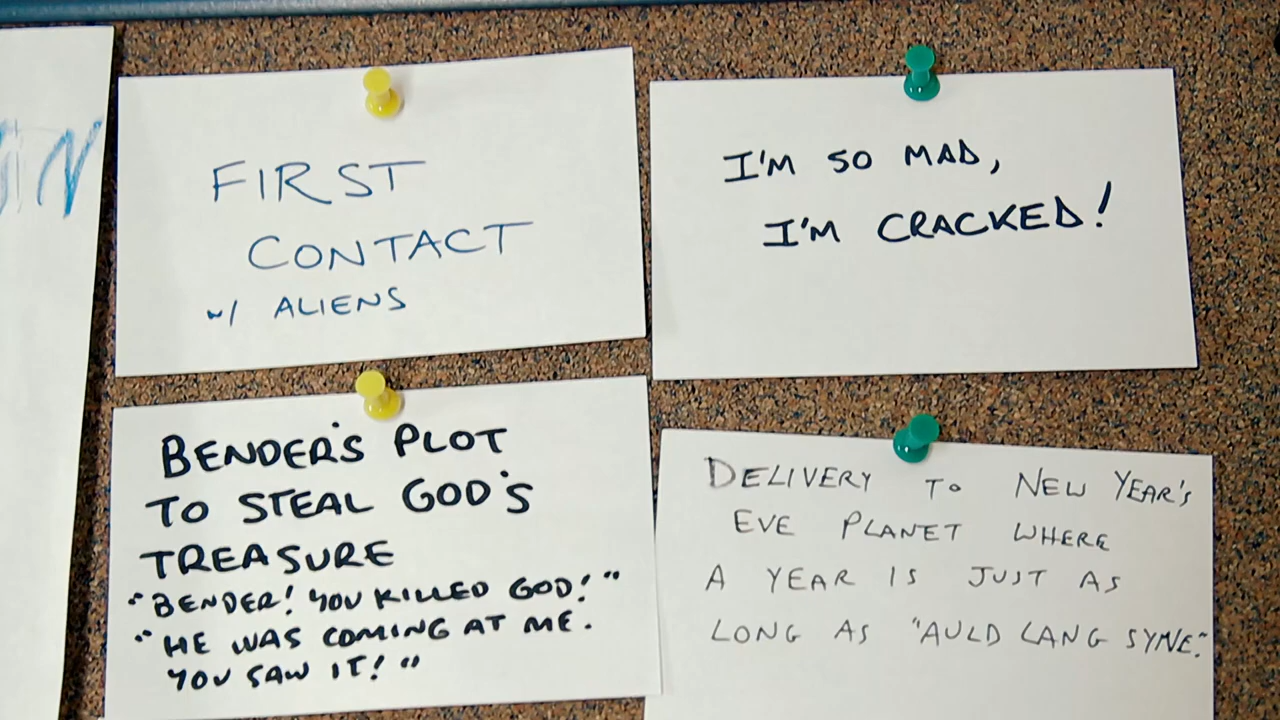 FIRST
CONTACT
w/ ALIENS
I'M SO MAD,
I'M CRACKED!
BENDER'S PLOT
TO STEAL GOD'S
TREASURE
"BENDER! YOU KILLED GOD!"
"HE WAS COMING AT ME.
YOU SAW IT!"
DELIVERY TO NEW YEAR'S
EVE PLANET WHERE
A YEAR IS JUST AS
LONG AS "AULD LANG SYNE."